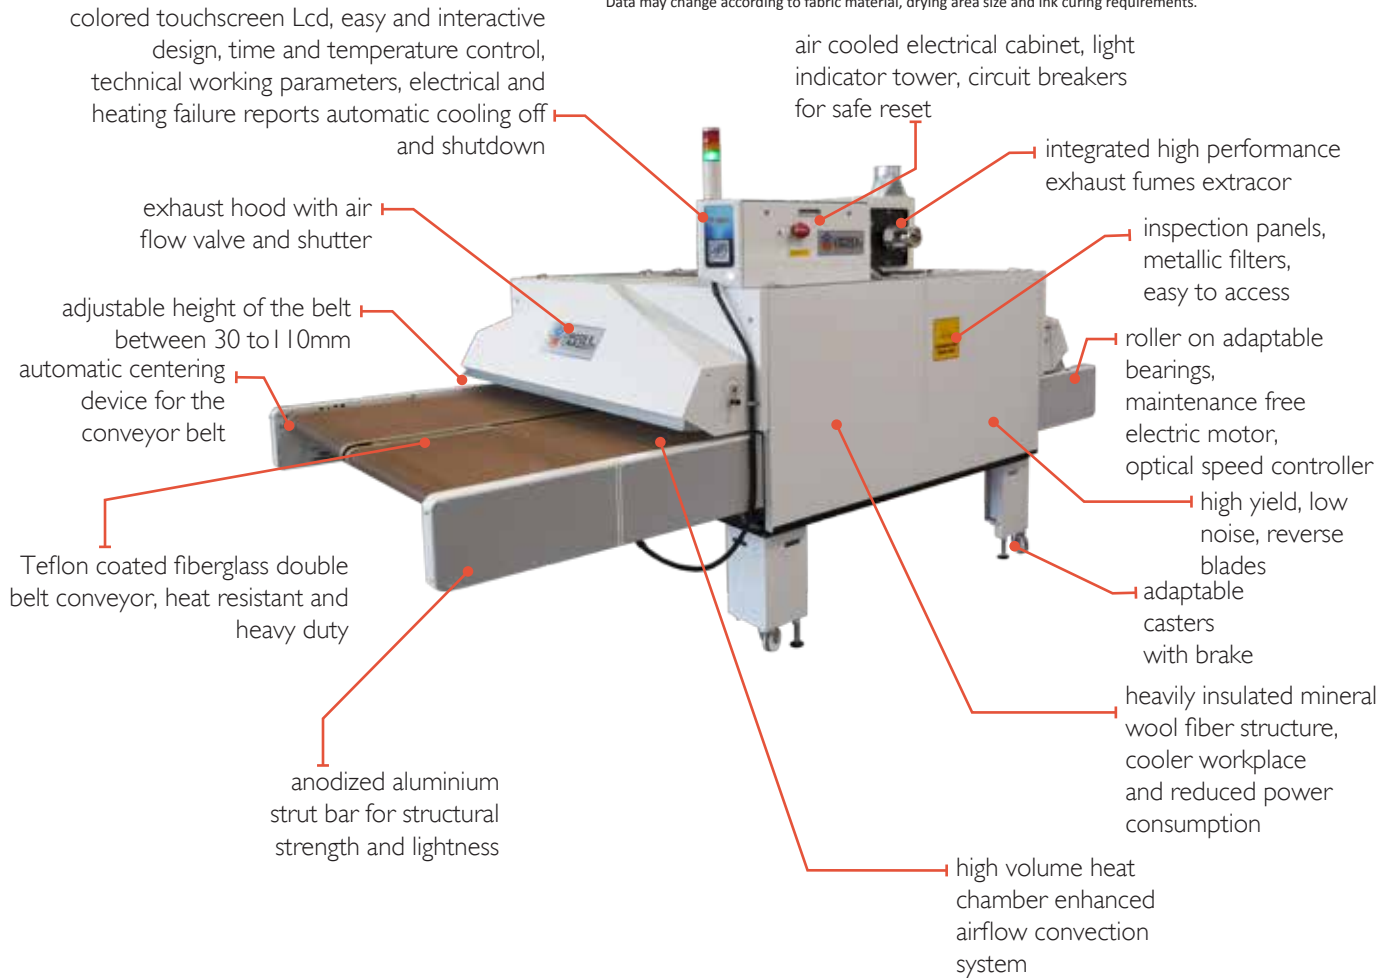 Data may change according to fabric material, drying area size and ink curing requirements.
colored touchscreen Lcd, easy and interactive
design, time and temperature control,
technical working parameters, electrical and
heating failure reports automatic cooling off
and shutdown
air cooled electrical cabinet, light
indicator tower, circuit breakers
for safe reset
integrated high performance
exhaust fumes extracor
exhaust hood with air
flow valve and shutter
inspection panels,
metallic filters,
easy to access
adjustable height of the belt
between 30 to110mm
roller on adaptable
bearings,
maintenance free
electric motor,
optical speed controller
automatic centering
device for the
conveyor belt
high yield, low
noise, reverse
blades
Teflon coated fiberglass double
belt conveyor, heat resistant and
heavy duty
adaptable
casters
with brake
heavily insulated mineral
wool fiber structure,
cooler workplace
and reduced power
consumption
anodized aluminium
strut bar for structural
strength and lightness
high volume heat
chamber enhanced
airflow convection
system